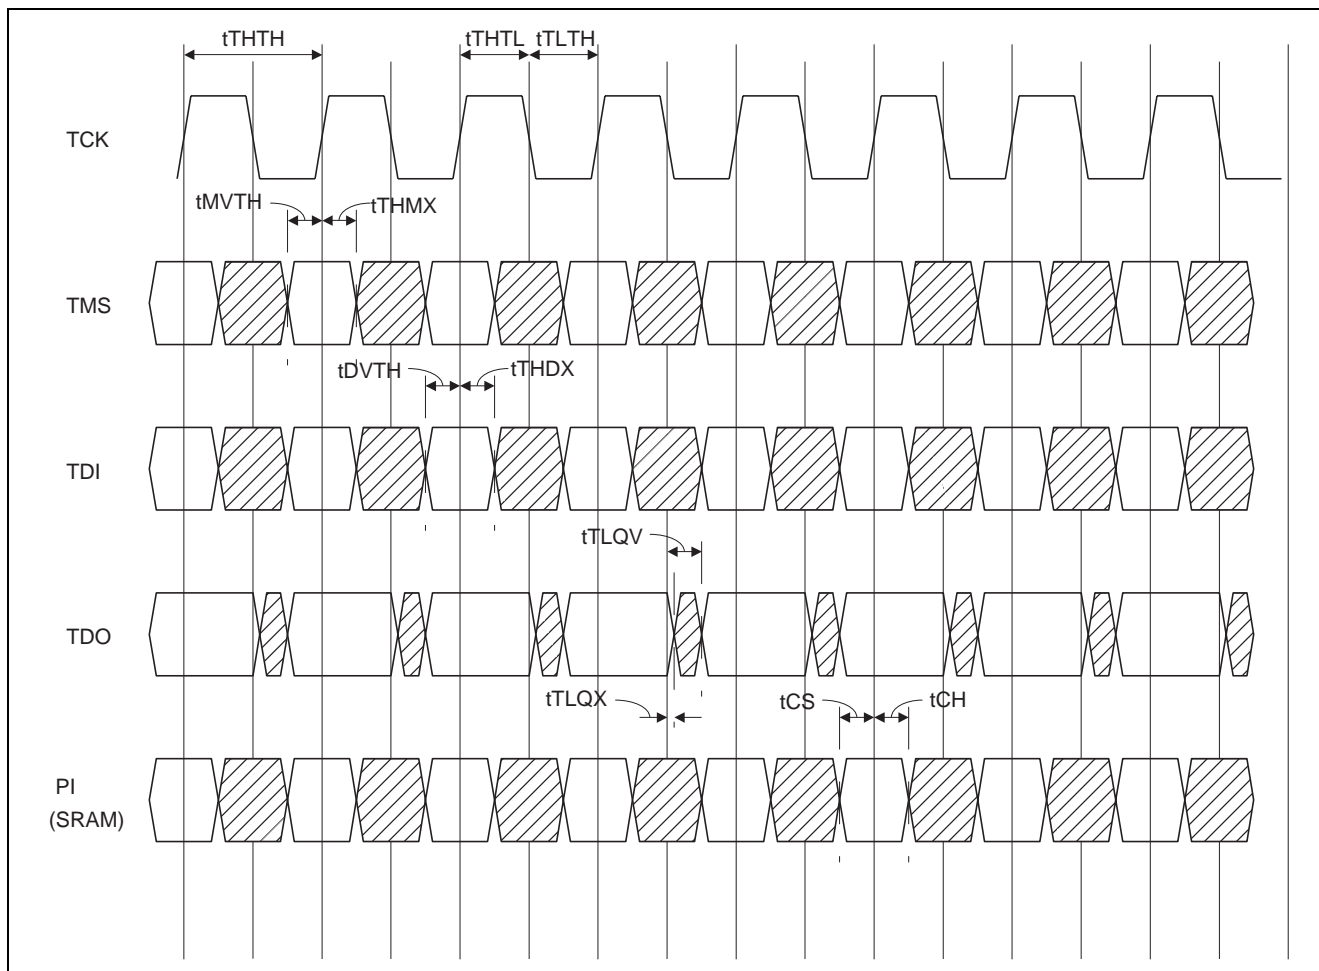 tTHTH
tTHTL
tTLTH
TCK
tMVTH
tTHMX
TMS
tDVTH
tTHDX
TDI
tTLQV
TDO
tTLQX
tCS
tCH
PI
(SRAM)